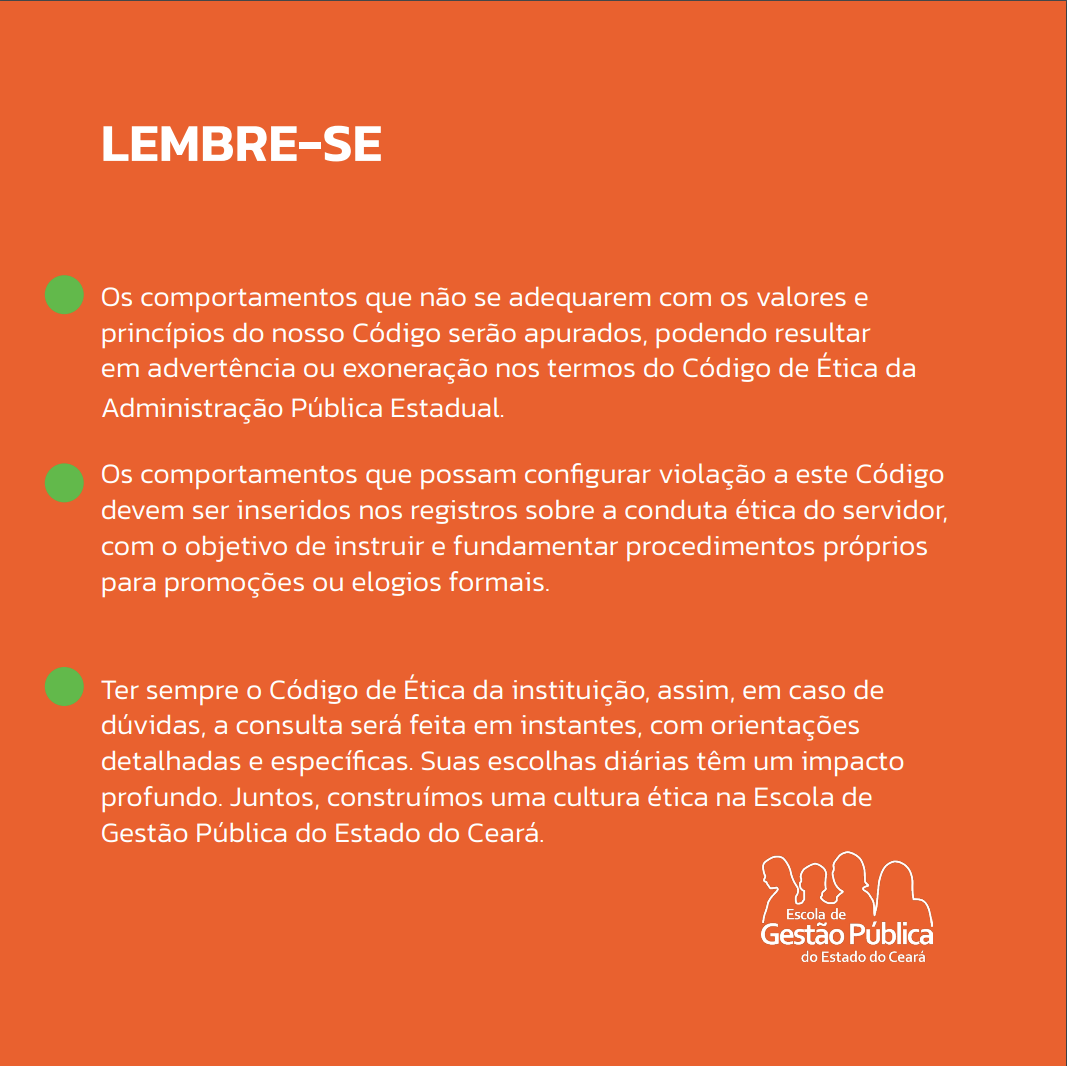 LEMBRE-SE
Os comportamentos que não se adequarem com os valores e
princípios do nosso Código serão apurados, podendo resultar
em advertência ou exoneração nos termos do Código de Ética da
Administração Pública Estadual.
Os comportamentos que possam configurar violação a este Código
devem ser inseridos nos registros sobre a conduta ética do servidor,
com o objetivo de instruir e fundamentar procedimentos próprios
para promoções ou elogios formais.
Ter sempre o Código de Ética da instituição, assim, em caso de
dúvidas, a consulta será feita em instantes, com orientações
detalhadas e específicas. Suas escolhas diárias têm um impacto
profundo. Juntos, construímos uma cultura ética na Escola de
Gestão Pública do Estado do Ceará.
Escola de
Gestão Pública
do Estado do Ceará